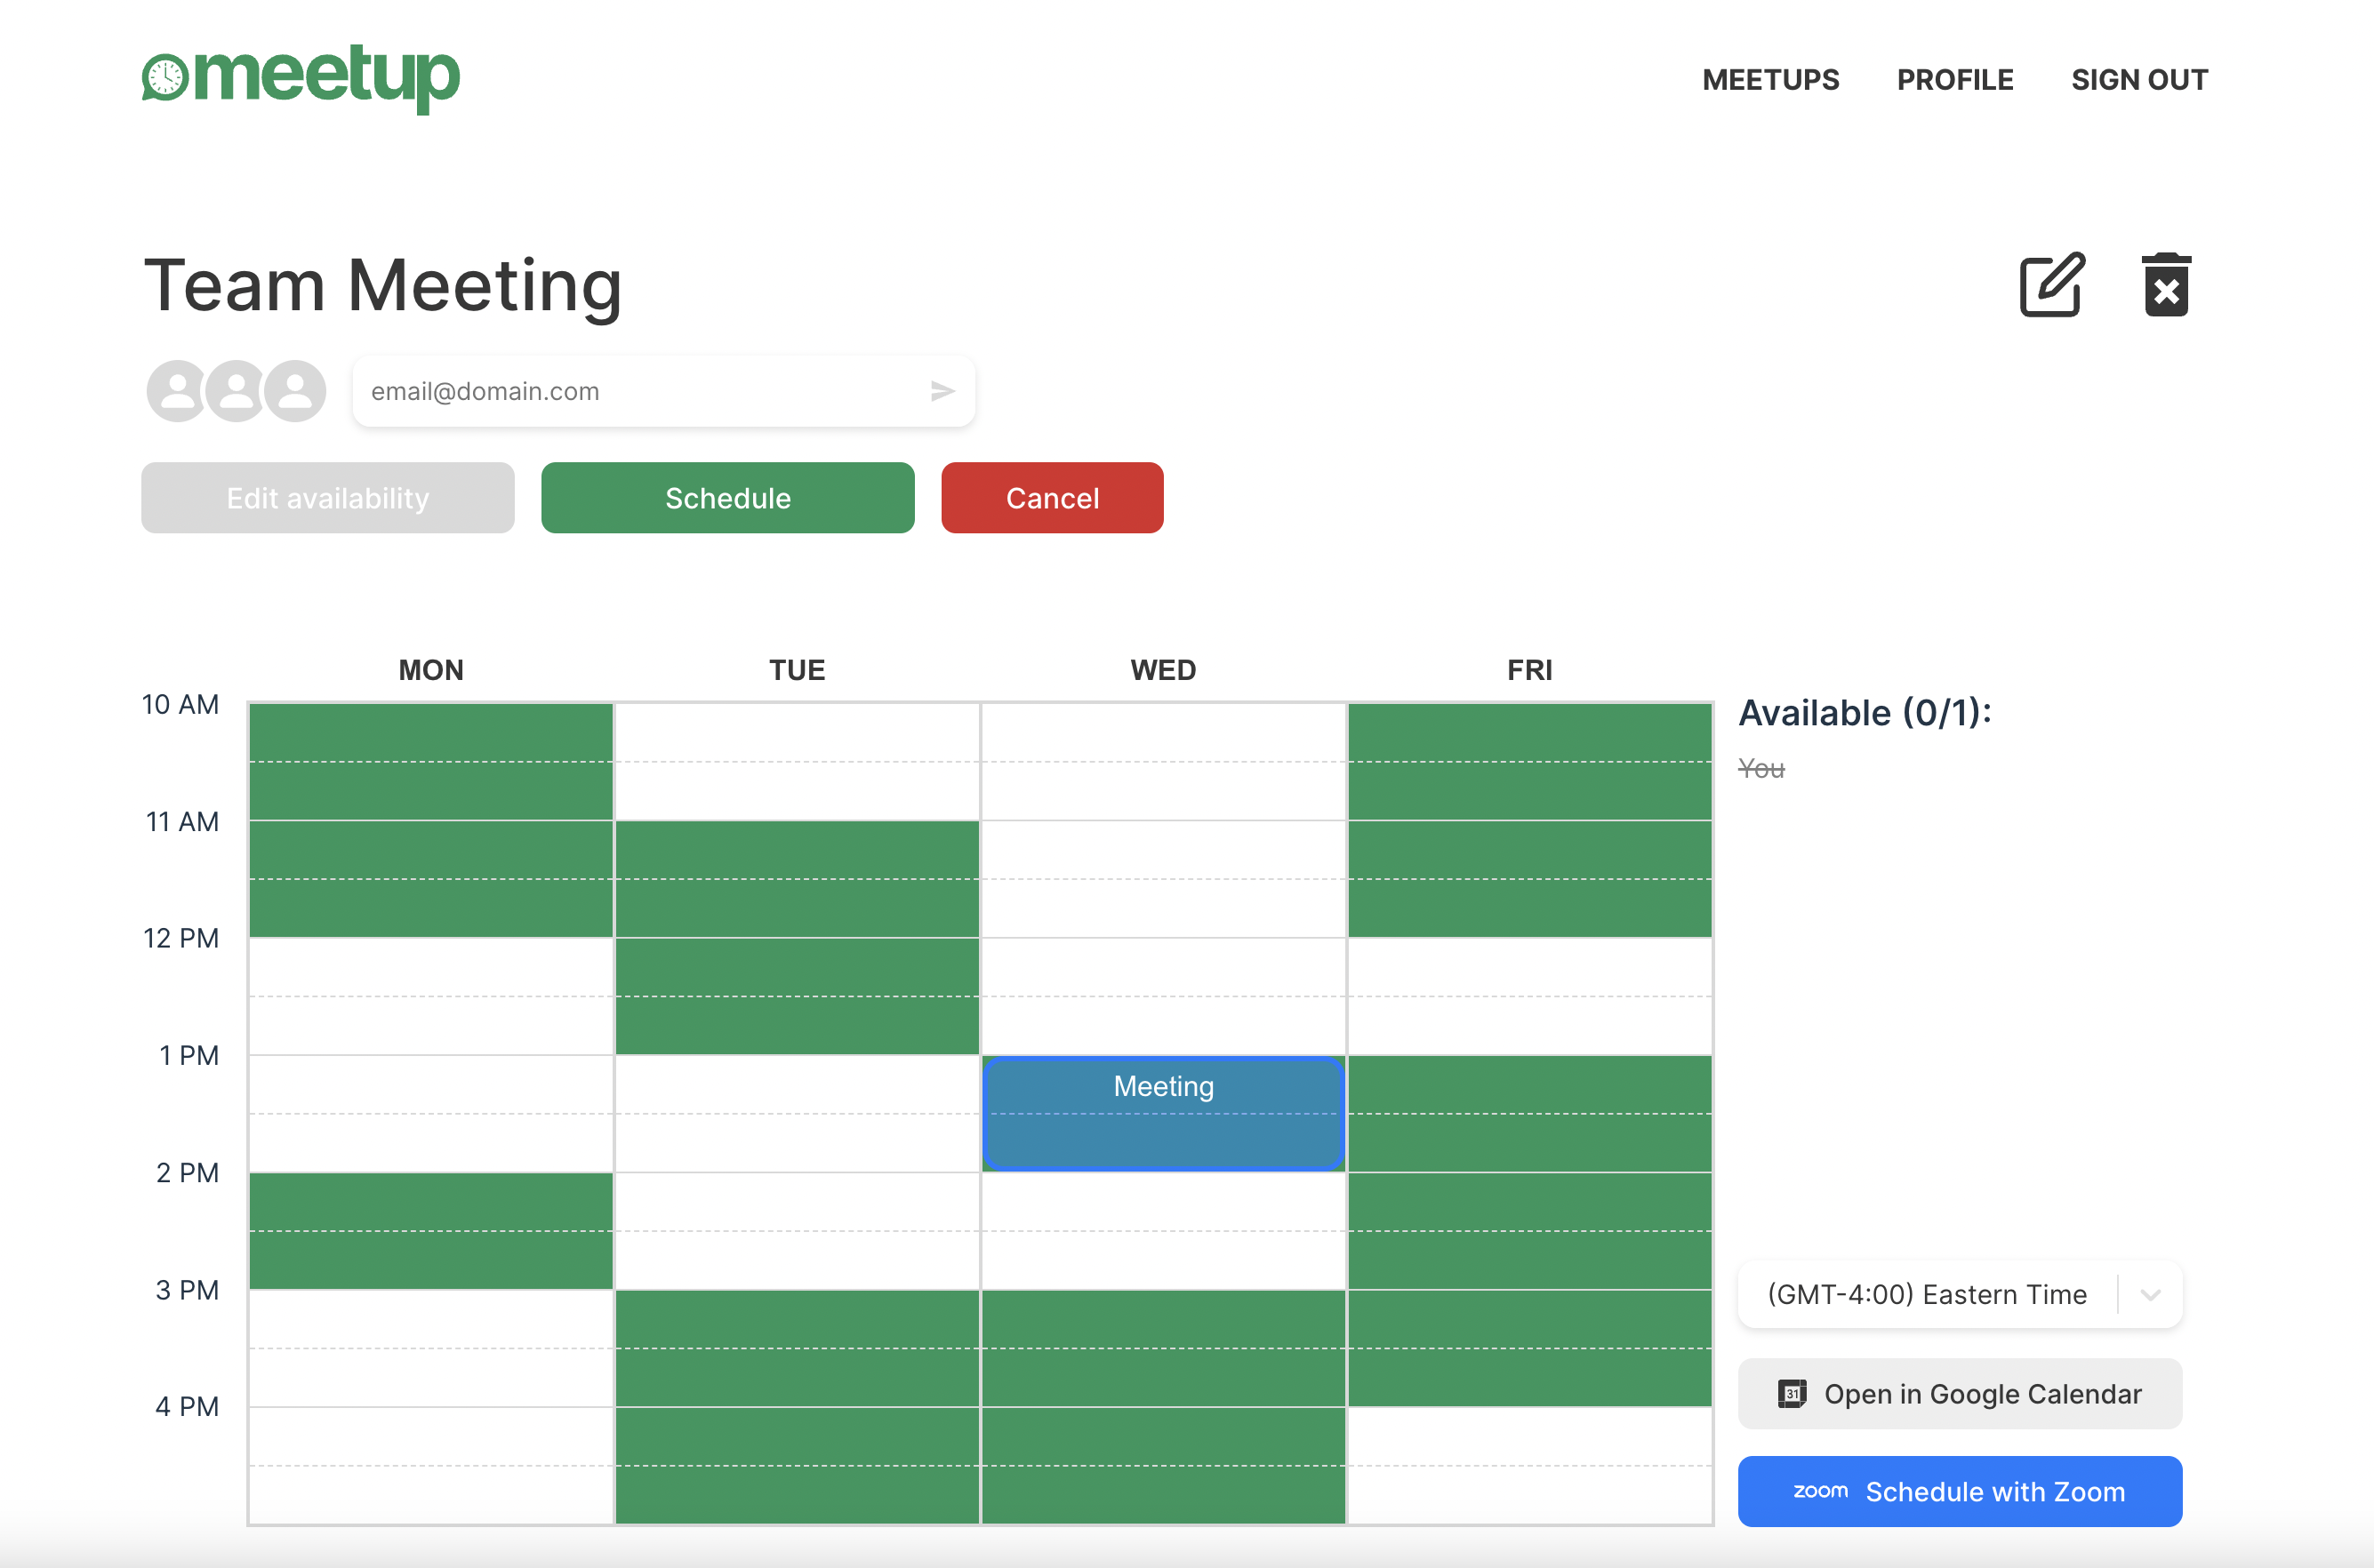 meetup
MEETUPS PROFILE SIGN OUT
Team Meeting
email@domain.com
Edit availability Schedule Cancel
MON TUE WED FRI
10 AM
Available (0/1):
You
11 AM
12 PM
1 PM
Meeting
2 PM
3 PM
(GMT-4:00) Eastern Time
31 Open in Google Calendar
4 PM
zoom Schedule with Zoom